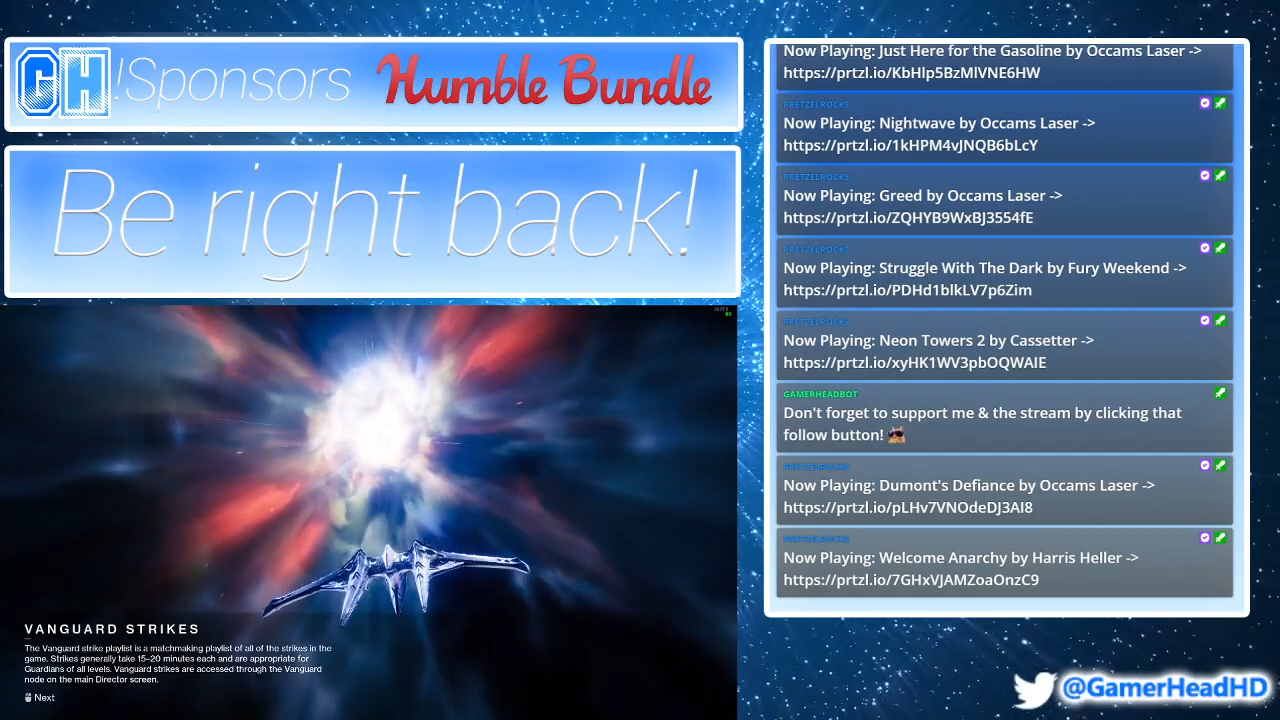 GH !Sponsors Humble Bundle
Be right back!
VANGUARD STRIKES
The Vanguard strike playlist is a matchmaking playlist of all of the strikes in the
game. Strikes generally take 15–20 minutes each and are appropriate for
Guardians of all levels. Vanguard strikes are accessed through the Vanguard
node on the main Director screen.
Next
Now Playing: Just Here for the Gasoline by Occams Laser ->
https://prtzl.io/KbHlp5BzMlVNE6HW
PRETZELROCKS
Now Playing: Nightwave by Occams Laser ->
https://prtzl.io/1kHPM4vJNQB6bLcY
PRETZELROCKS
Now Playing: Greed by Occams Laser ->
https://prtzl.io/ZQHYB9WxBJ3554fE
PRETZELROCKS
Now Playing: Struggle With The Dark by Fury Weekend ->
https://prtzl.io/PDHd1blkLV7p6Zim
PRETZELROCKS
Now Playing: Neon Towers 2 by Cassetter ->
https://prtzl.io/xyHK1WV3pbOQWAIE
GAMERHEADBOT
Don't forget to support me & the stream by clicking that
follow button!
PRETZELROCKS
Now Playing: Dumont's Defiance by Occams Laser ->
https://prtzl.io/pLHv7VNOdeDJ3AI8
PRETZELROCKS
Now Playing: Welcome Anarchy by Harris Heller ->
https://prtzl.io/7GHxVJAMZoaOnzC9
@GamerHeadHD